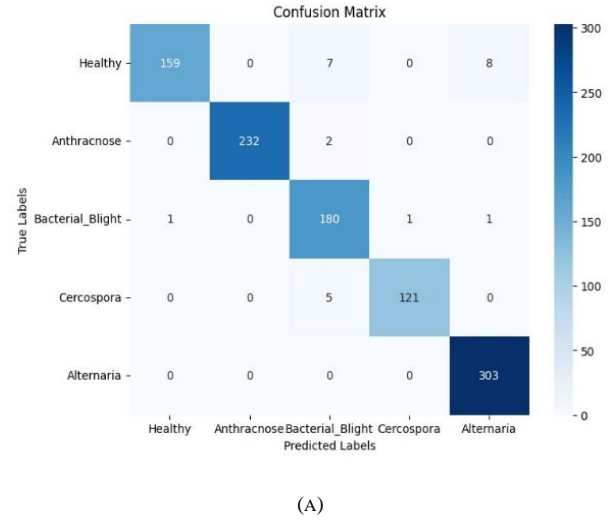 Confusion Matrix
Healthy 159 0 7 0 8
Anthracnose 0 232 2 0 0
Bacterial_Blight 1 0 180 1 1
Cercospora 0 0 5 121 0
Alternaria 0 0 0 0 303
Healthy Anthracnose Bacterial_Blight Cercospora Alternaria
Predicted Labels
True Labels
300
250
200
150
100
50
0
(A)